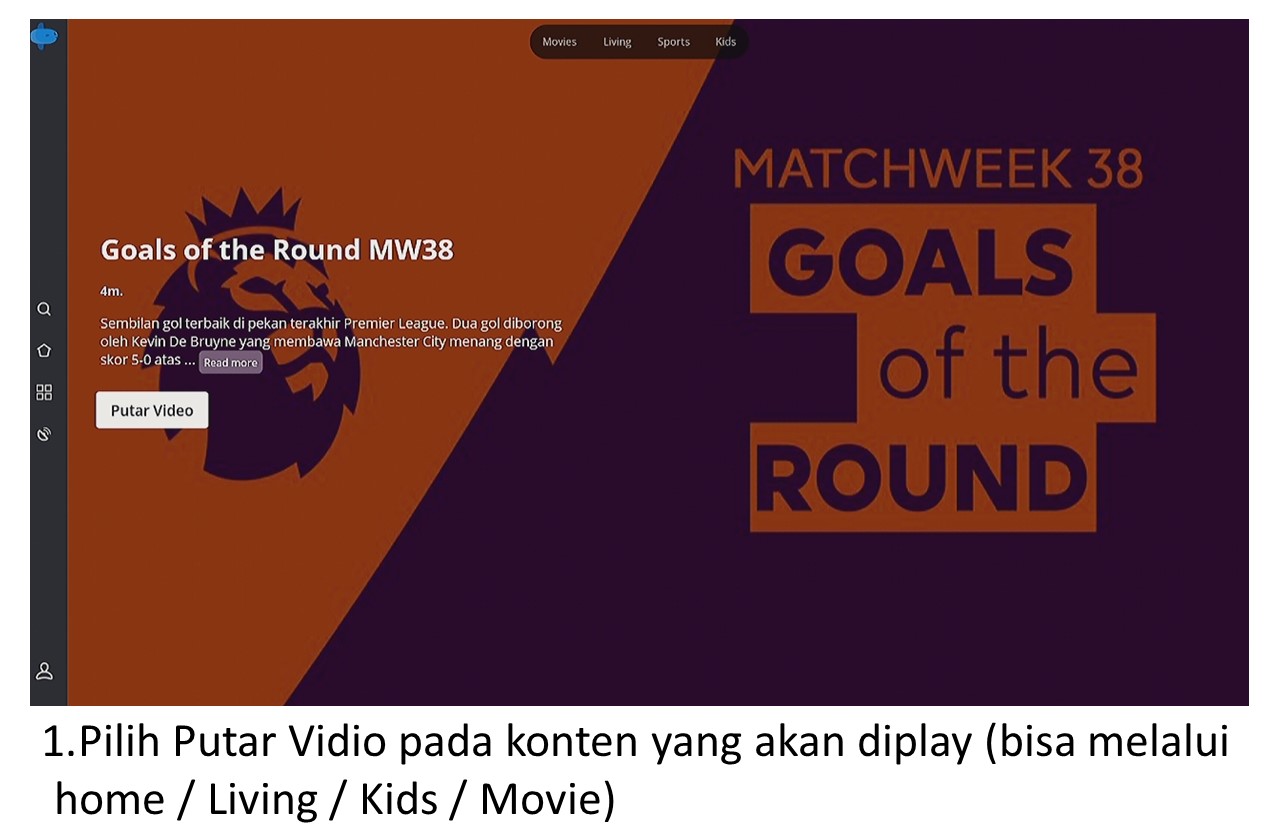 Movies Living Sports Kids
MATCHWEEK 38
GOALS
of the
ROUND
Goals of the Round MW38
4m.
Sembilan gol terbaik di pekan terakhir Premier League. Dua gol diborong
oleh Kevin De Bruyne yang membawa Manchester City menang dengan
skor 5-0 atas ... Read more
Putar Video
1.Pilih Putar Vidio pada konten yang akan diplay (bisa melalui
home / Living / Kids / Movie)